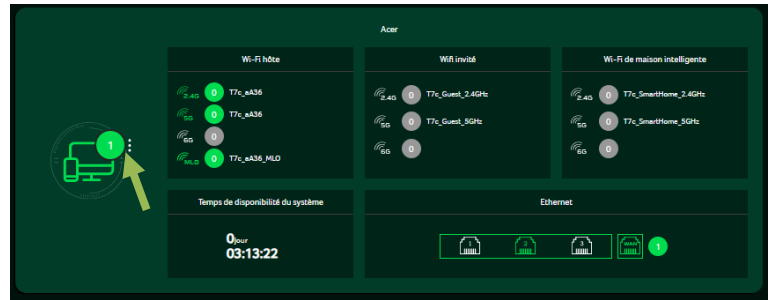 Acer
Wi-Fi hôte
2.4G 0 T7c_eA36
5G 0 T7c_eA36
6G 0
MLO 0 T7c_eA36_MLO
Wifi invité
2.4G 0 T7c_Guest_2.4GHz
5G 0 T7c_Guest_5GHz
6G 0
Wi-Fi de maison intelligente
2.4G 0 T7c_SmartHome_2.4GHz
5G 0 T7c_SmartHome_5GHz
6G 0
1
Temps de disponibilité du système
0jour
03:13:22
Ethernet
1 2 3 WAN 1